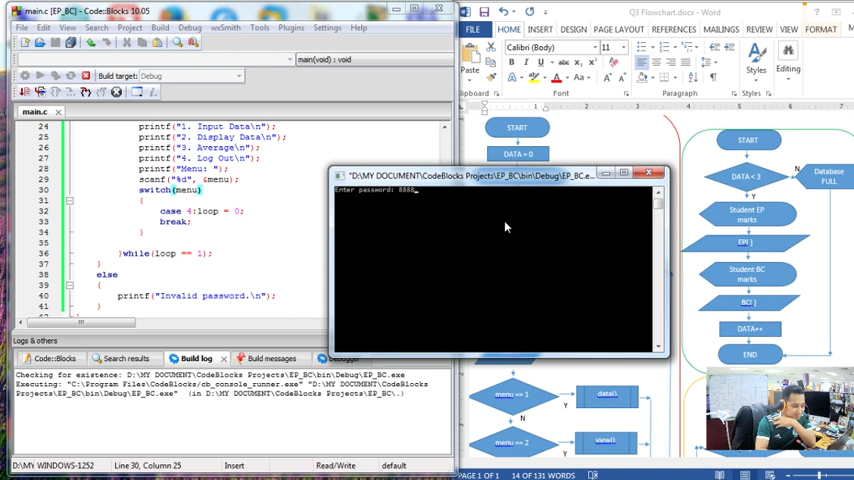 main.c [EP_BC] - Code::Blocks 10.05
File Edit View Search Project Build Debug wxSmith Tools Plugins Settings Help
main(void) : void
Build target: Debug
main.c
24 printf("1. Input Data\n");
25 printf("2. Display Data\n");
26 printf("3. Average\n");
27 printf("4. Log Out\n");
28 printf("Menu: ");
29 scanf("%d", &menu);
30 switch(menu)
31 {
32 case 4:loop = 0;
33 break;
34 }
35
36 }while(loop == 1);
37 }
38 else
39 {
40 printf("Invalid password.\n");
41 }
Logs & others
Code::Blocks Search results Build log Build messages Debugger
Checking for existence: D:\MY DOCUMENT\CodeBlocks Projects\EP_BC\bin\Debug\EP_BC.exe
Executing: "C:\Program Files\CodeBlocks/cb_console_runner.exe" "D:\MY DOCUMENT\CodeBlocks
Projects\EP_BC\bin\Debug\EP_BC.exe" (in D:\MY DOCUMENT\CodeBlocks Projects\EP_BC\.)
D:\MY DOCUMENT WINDOWS-1252 Line 30, Column 25 Insert Read/Write default
"D:\MY DOCUMENT\CodeBlocks Projects\EP_BC\bin\Debug\EP_BC.e...
Enter password: 8888
Q3 Flowchart.docx - Word
FILE HOME INSERT DESIGN PAGE LAYOUT REFERENCES MAILINGS REVIEW VIEW FORMAT
Calibri (Body) 11
Paste
Styles
Editing
Clipboard Font Paragraph Styles
1 2 3 4 5 6 7
START
DATA = 0
menu == 1
Y
data()
menu == 2
Y
view()
START
DATA < 3
N
Y
Database
FULL
Student EP
marks
EP[ ]
Student BC
marks
BC[ ]
DATA++
END
PAGE 1 OF 1 14 OF 131 WORDS